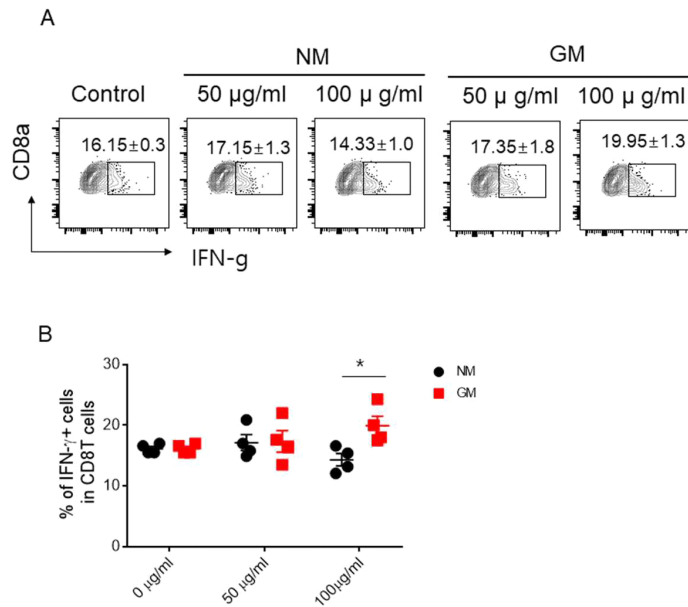 A
NM
GM
Control
50 μg/ml
100 μ g/ml
50 μg/ml
100 μ g/ml
CD8a
16.15±0.3
17.15±1.3
14.33±1.0
17.35±1.8
19.95±1.3
IFN-g
B
% of IFN-γ+ cells
in CD8T cells
30
20
10
0
*
NM
GM
0 μg/ml
50 μg/ml
100μg/ml